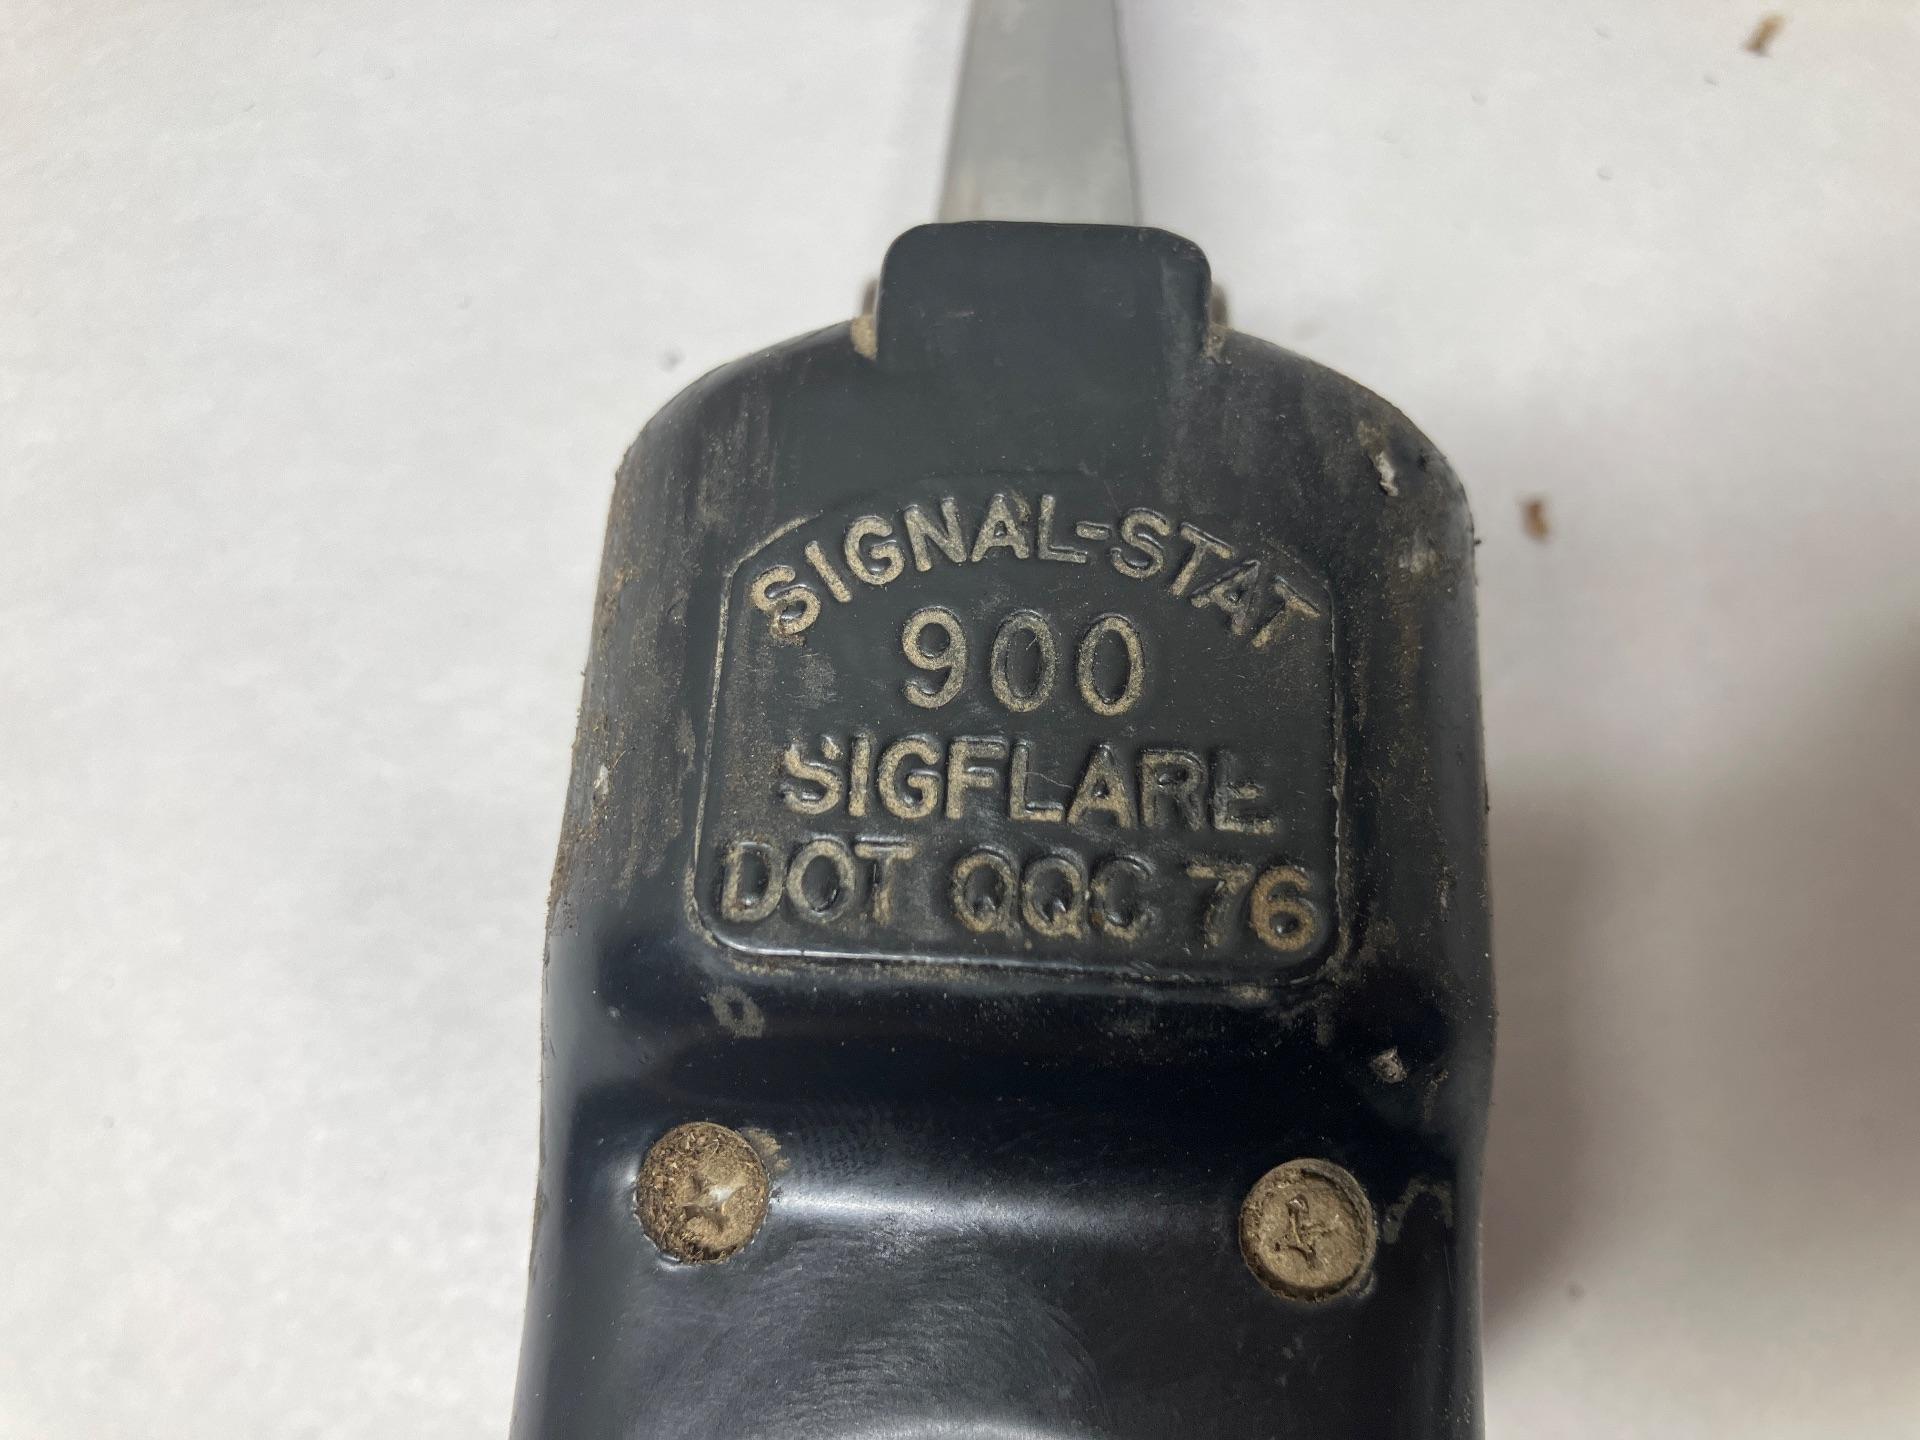 SIGNAL-STAT
900
SIGFLARE
DOT QQC 76